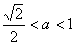 √2/2 < a < 1